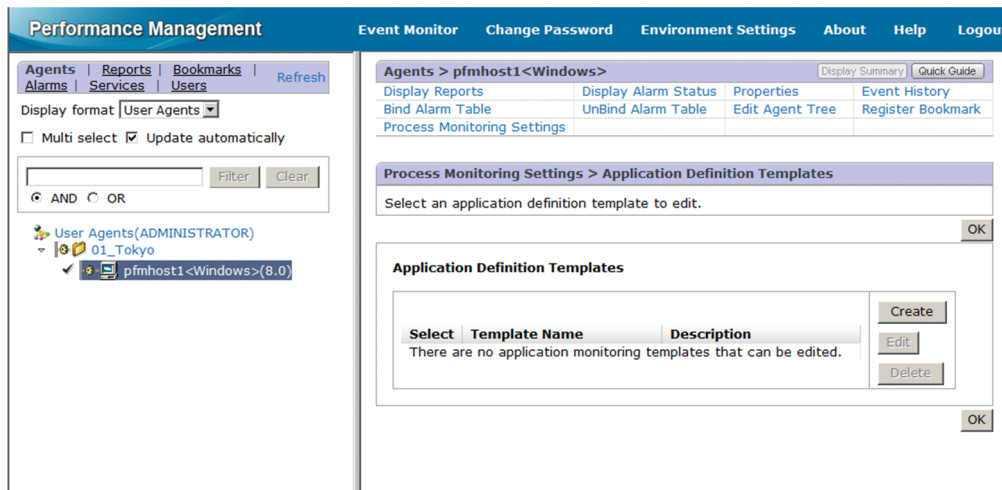 Performance Management
Event Monitor Change Password Environment Settings About Help Logou
Agents | Reports | Bookmarks | Refresh
Alarms | Services | Users
Display format User Agents
Multi select Update automatically
Filter Clear
AND OR
User Agents(ADMINISTRATOR)
01_Tokyo
pfmhost1<Windows>(8.0)
Agents > pfmhost1<Windows> Display Summary Quick Guide
Display Reports Display Alarm Status Properties Event History
Bind Alarm Table UnBind Alarm Table Edit Agent Tree Register Bookmark
Process Monitoring Settings
Process Monitoring Settings > Application Definition Templates
Select an application definition template to edit.
OK
Application Definition Templates
Create
Select Template Name Description
There are no application monitoring templates that can be edited.
Edit
Delete
OK